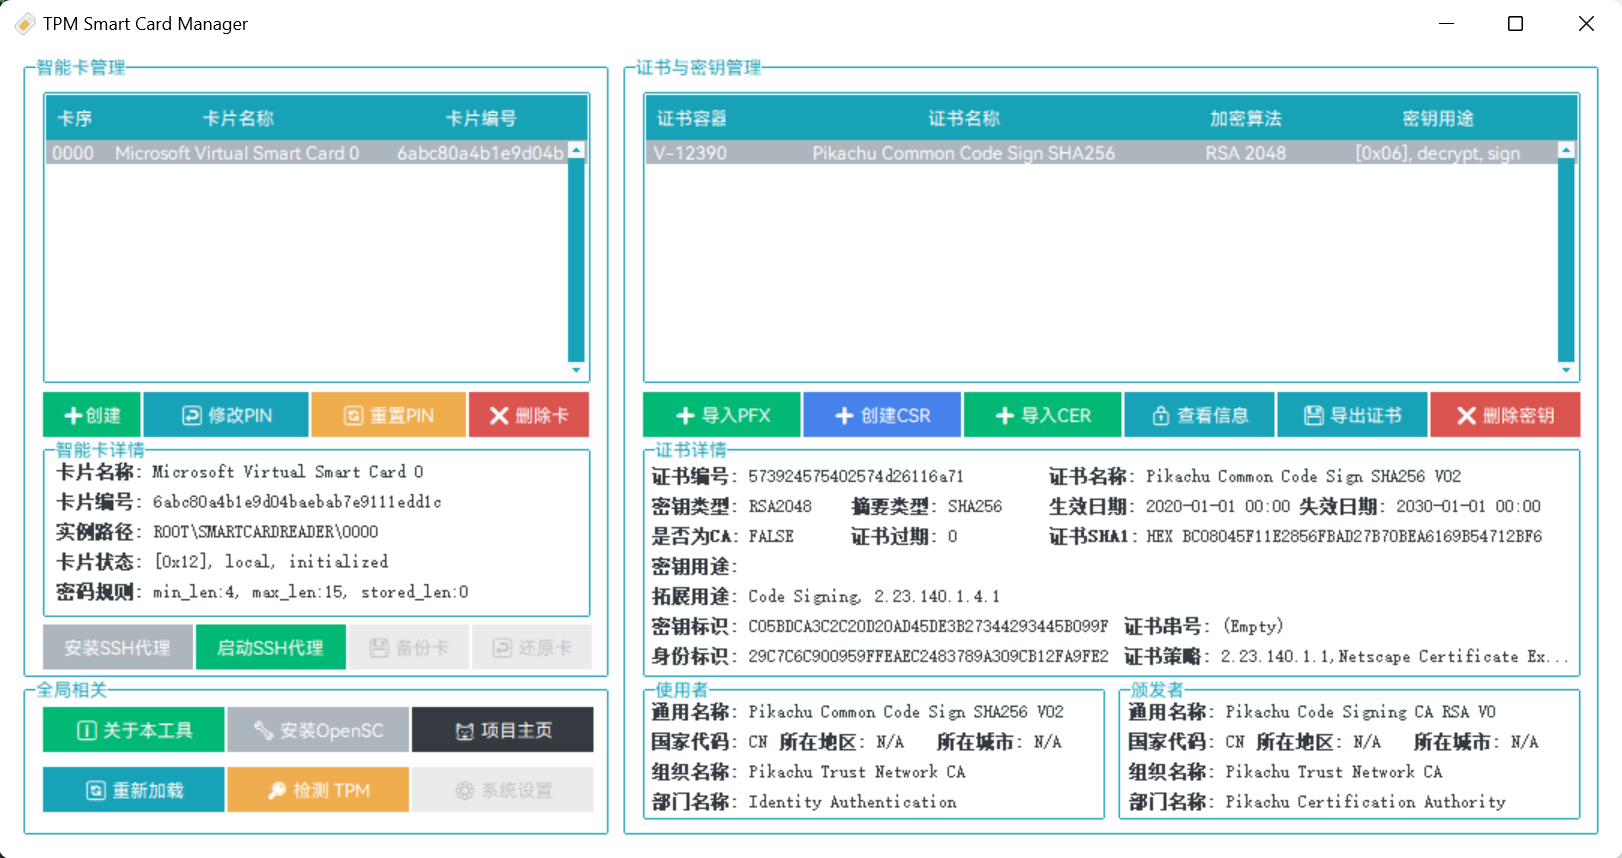 TPM Smart Card Manager
智能卡管理
卡序 卡片名称 卡片编号
0000 Microsoft Virtual Smart Card 0 6abc80a4b1e9d04b
创建 修改PIN 重置PIN 删除卡
智能卡详情
卡片名称: Microsoft Virtual Smart Card 0
卡片编号: 6abc80a4b1e9d04baebab7e9111edd1c
实例路径: ROOT\SMARTCARDREADER\0000
卡片状态: [0x12], local, initialized
密码规则: min_len:4, max_len:15, stored_len:0
安装SSH代理 启动SSH代理 备份卡 还原卡
全局相关
关于本工具 安装OpenSC 项目主页
重新加载 检测 TPM 系统设置
证书与密钥管理
证书容器 证书名称 加密算法 密钥用途
V-12390 Pikachu Common Code Sign SHA256 RSA 2048 [0x06], decrypt, sign
导入PFX 创建CSR 导入CER 查看信息 导出证书 删除密钥
证书详情
证书编号: 573924575402574d26116a71 证书名称: Pikachu Common Code Sign SHA256 V02
密钥类型: RSA2048 摘要类型: SHA256 生效日期: 2020-01-01 00:00 失效日期: 2030-01-01 00:00
是否为CA: FALSE 证书过期: 0 证书SHA1: HEX BC08045F11E2856FBAD27B70BEA6169B54712BF6
密钥用途:
拓展用途: Code Signing, 2.23.140.1.4.1
密钥标识: C05BDCA3C2C20D20AD45DE3B27344293445B099F 证书串号: (Empty)
身份标识: 29C7C6C900959FFEAEC2483789A309CB12FA9FE2 证书策略: 2.23.140.1.1,Netscape Certificate Ex...
使用者
通用名称: Pikachu Common Code Sign SHA256 V02
国家代码: CN 所在地区: N/A 所在城市: N/A
组织名称: Pikachu Trust Network CA
部门名称: Identity Authentication
颁发者
通用名称: Pikachu Code Signing CA RSA V0
国家代码: CN 所在地区: N/A 所在城市: N/A
组织名称: Pikachu Trust Network CA
部门名称: Pikachu Certification Authority